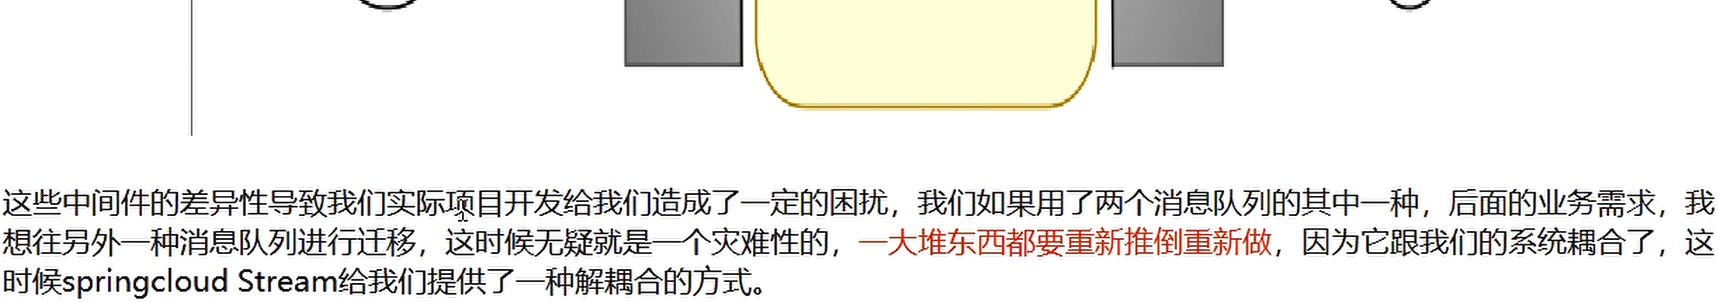 这些中间件的差异性导致我们实际项目开发给我们造成了一定的困扰，我们如果用了两个消息队列的其中一种，后面的业务需求，我
想往另外一种消息队列进行迁移，这时候无疑就是一个灾难性的，一大堆东西都要重新推倒重新做，因为它跟我们的系统耦合了，这
时候springcloud Stream给我们提供了一种解耦合的方式。